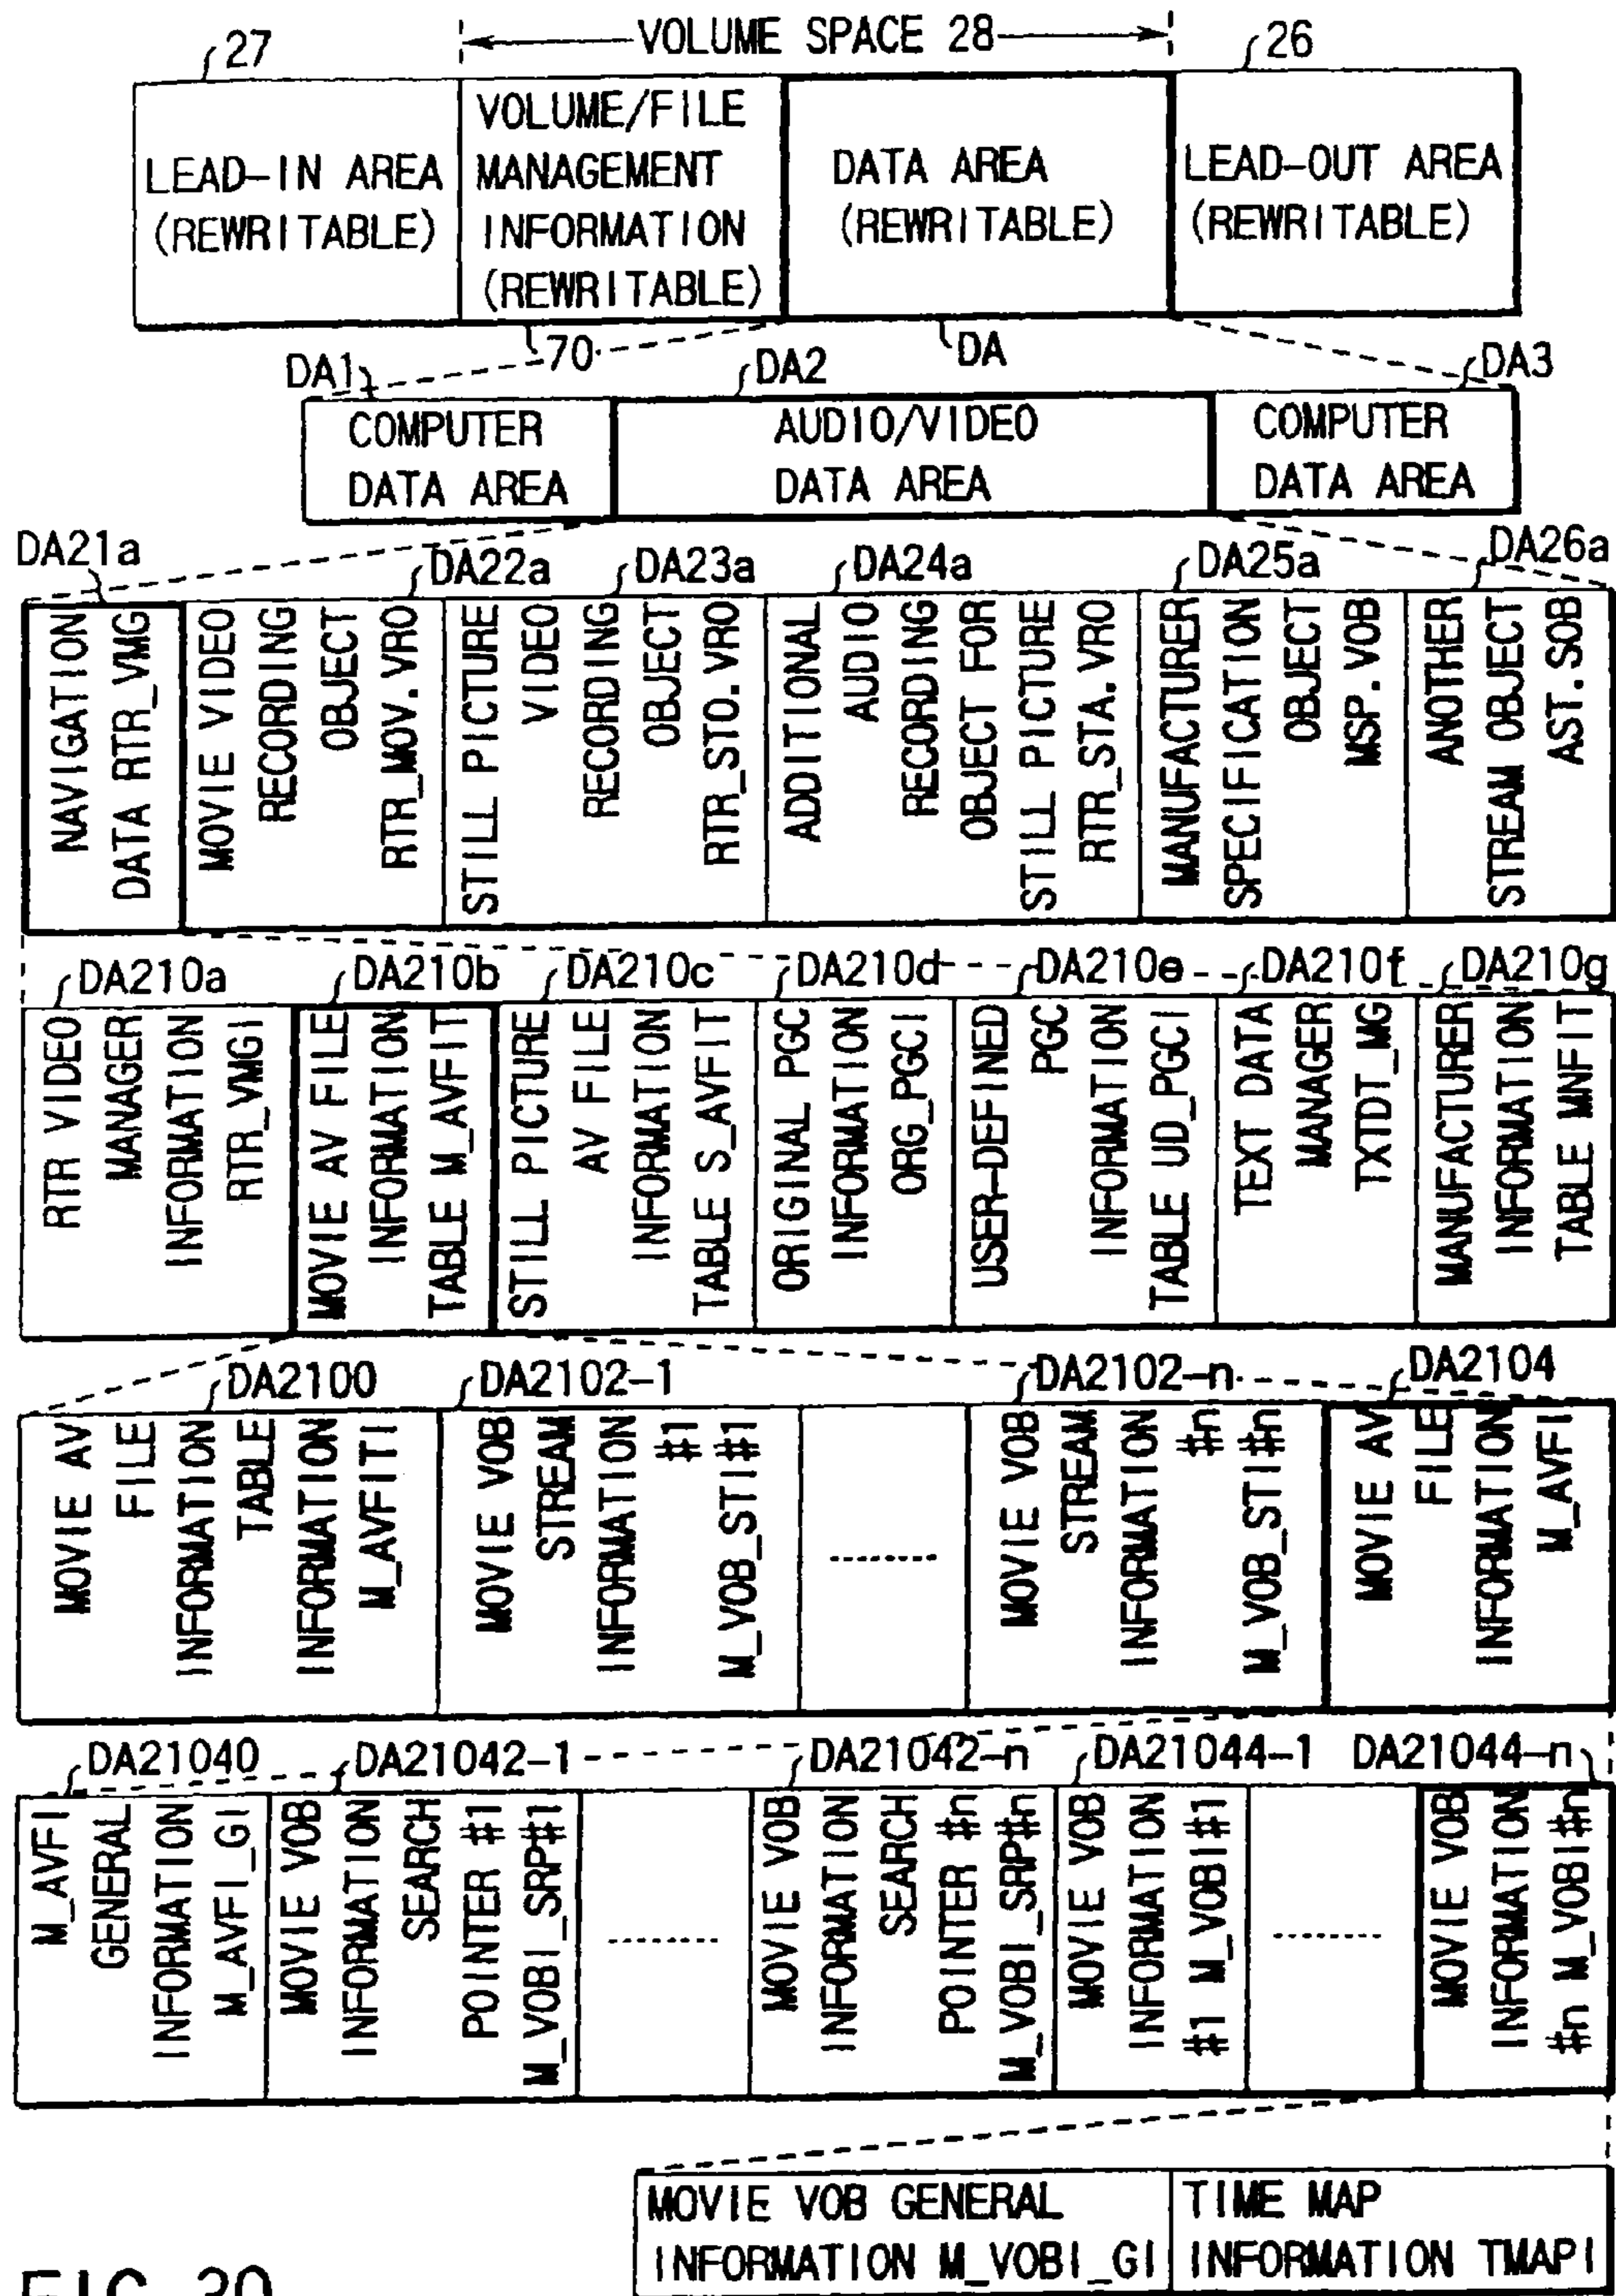 VOLUME SPACE 28
27
26
LEAD-IN AREA
(REWRITABLE)
VOLUME/FILE
MANAGEMENT
INFORMATION
(REWRITABLE)
DATA AREA
(REWRITABLE)
LEAD-OUT AREA
(REWRITABLE)
70
DA
DA1
DA2
DA3
COMPUTER
DATA AREA
AUDIO/VIDEO
DATA AREA
COMPUTER
DATA AREA
DA21a
DA22a
DA23a
DA24a
DA25a
DA26a
NAVIGATION
DATA RTR_VMG
MOVIE VIDEO
RECORDING
OBJECT
RTR_MOV.VRO
STILL PICTURE
VIDEO
RECORDING
OBJECT
RTR_STO.VRO
ADDITIONAL
AUDIO
RECORDING
OBJECT FOR
STILL PICTURE
RTR_STA.VRO
MANUFACTURER
SPECIFICATION
OBJECT
MSP.VOB
ANOTHER
STREAM OBJECT
AST.SOB
DA210a
DA210b
DA210c
DA210d
DA210e
DA210f
DA210g
RTR VIDEO
MANAGER
INFORMATION
RTR_VMGI
MOVIE AV FILE
INFORMATION
TABLE M_AVFIT
STILL PICTURE
AV FILE
INFORMATION
TABLE S_AVFIT
ORIGINAL PGC
INFORMATION
ORG_PGCI
USER-DEFINED
PGC
INFORMATION
TABLE UD_PGCI
TEXT DATA
MANAGER
TXTDT_MG
MANUFACTURER
INFORMATION
TABLE MNFIT
DA2100
DA2102-1
DA2102-n
DA2104
MOVIE AV
FILE
INFORMATION
TABLE
INFORMATION
M_AVFITI
MOVIE VOB
STREAM
INFORMATION
#1
M_VOB_STI#1
........
MOVIE VOB
STREAM
INFORMATION
#n
M_VOB_STI#n
MOVIE AV
FILE
INFORMATION
M_AVFI
DA21040
DA21042-1
DA21042-n
DA21044-1
DA21044-n
M_AVFI
GENERAL
INFORMATION
M_AVFI_GI
MOVIE VOB
INFORMATION
SEARCH
POINTER #1
M_VOBI_SRP#1
........
MOVIE VOB
INFORMATION
SEARCH
POINTER #n
M_VOBI_SRP#n
MOVIE VOB
INFORMATION
#1 M_VOBI#1
........
MOVIE VOB
INFORMATION
#n M_VOBI#n
MOVIE VOB GENERAL
INFORMATION M_VOBI_GI
TIME MAP
INFORMATION TMAPI